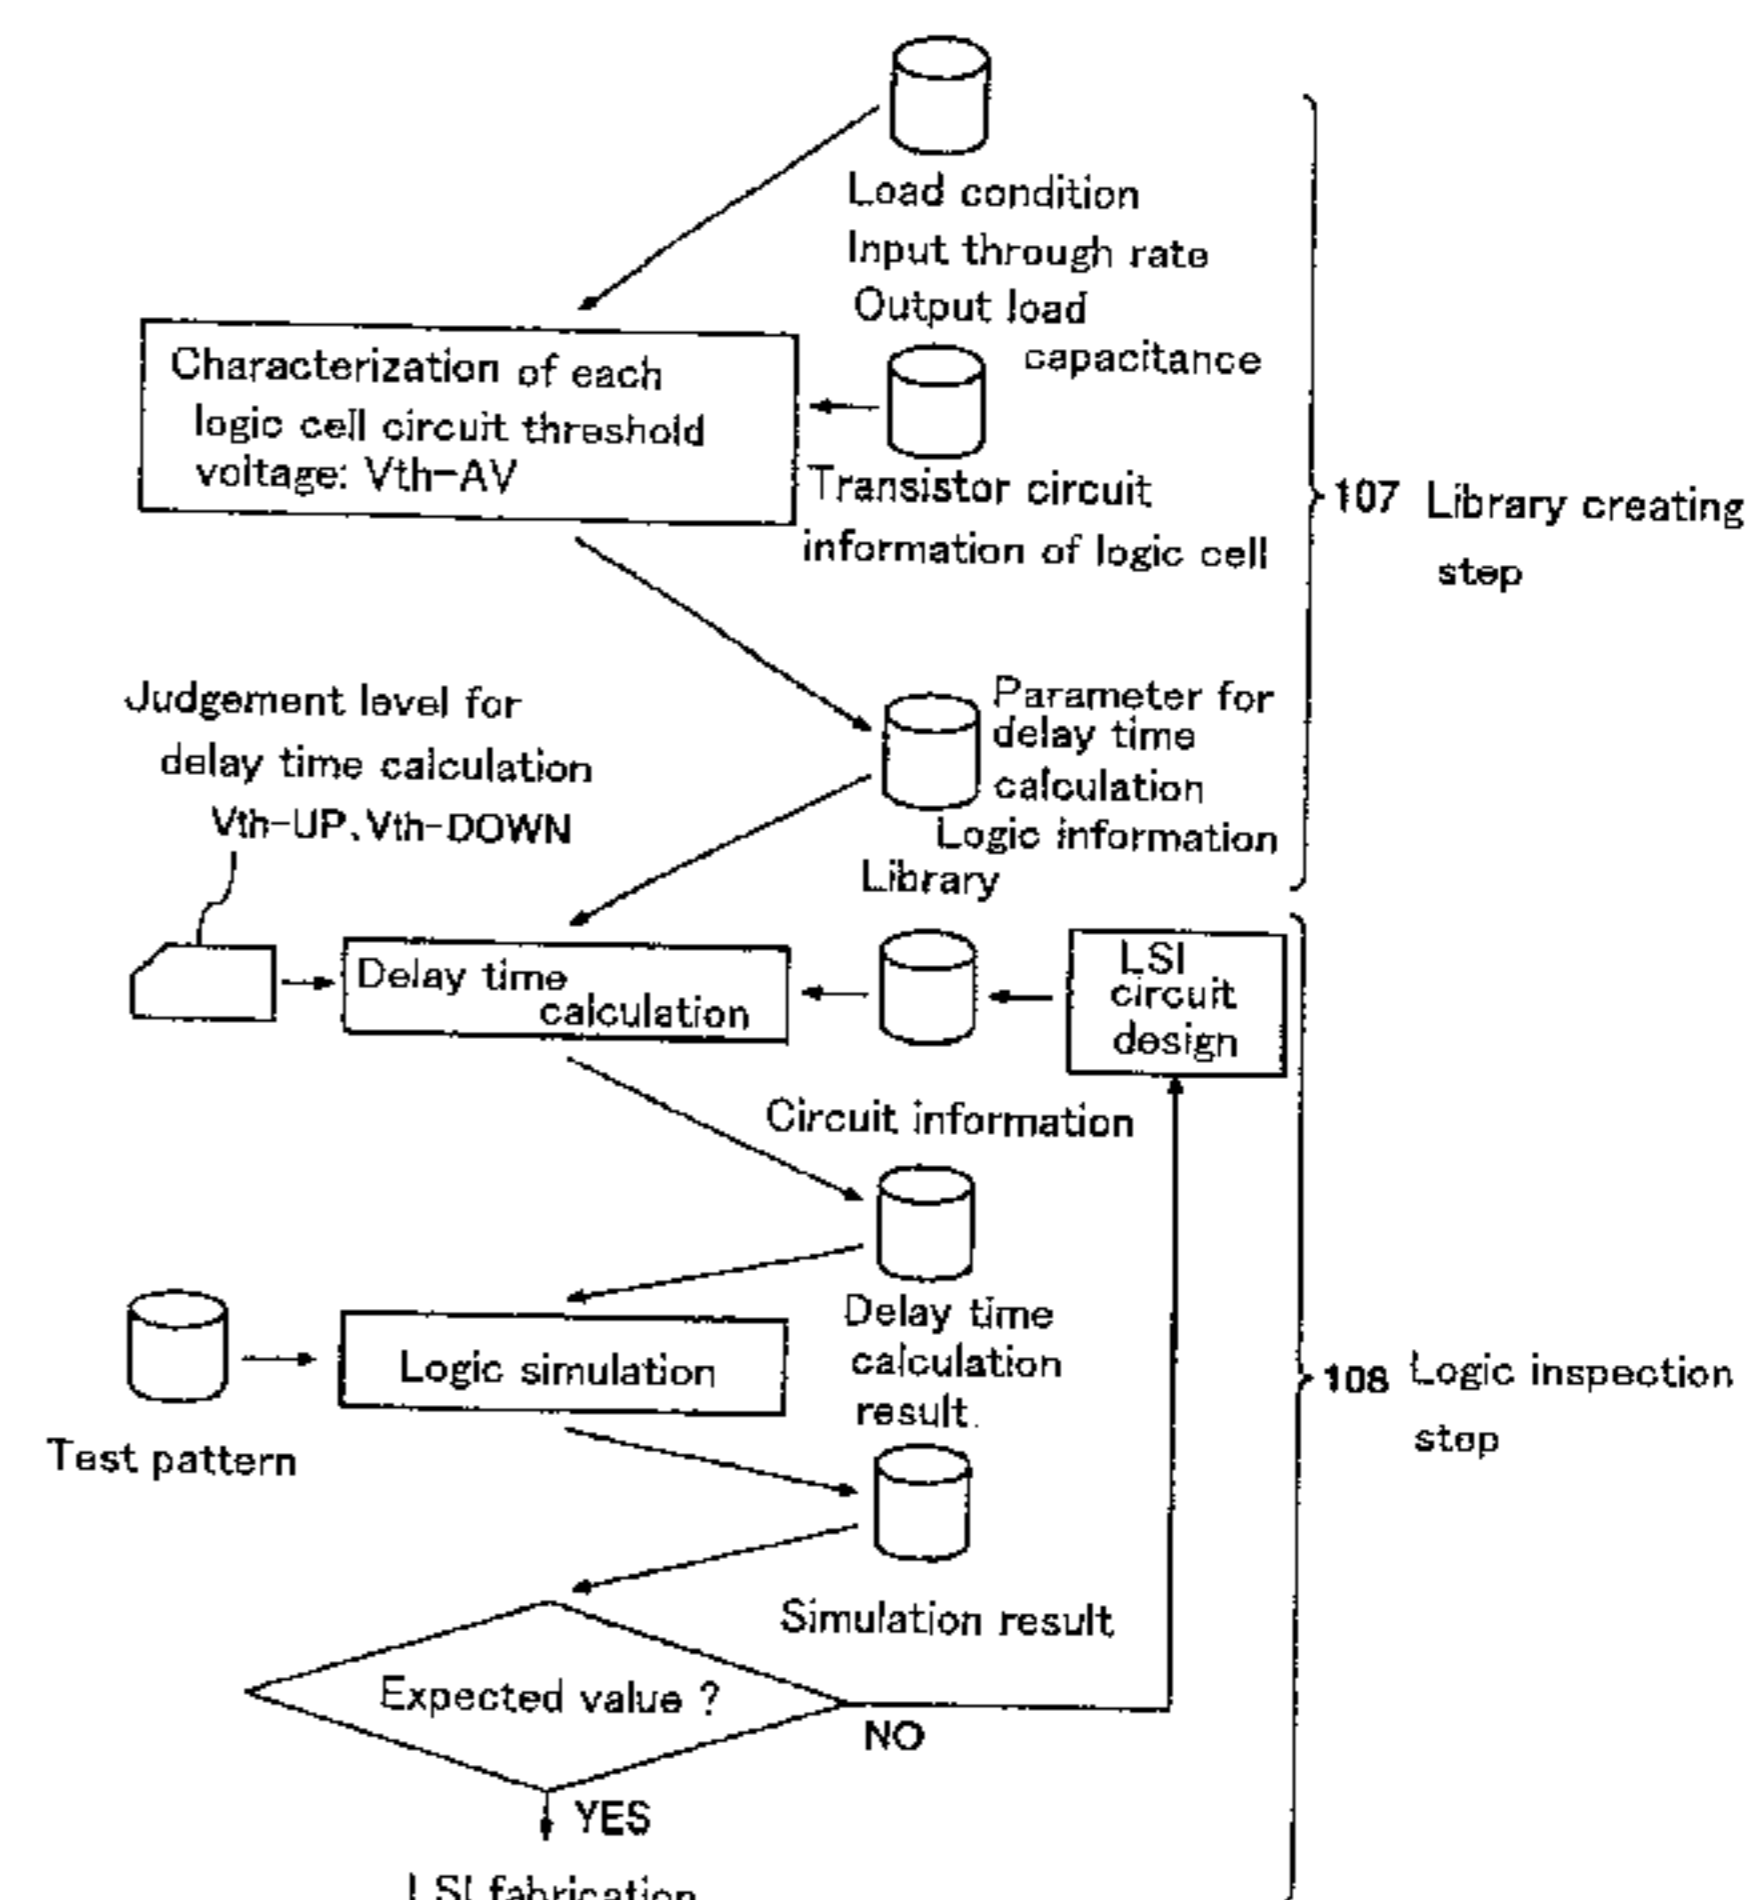 Load condition
Input through rate
Output load
capacitance
Characterization of each
logic cell circuit threshold
voltage: Vth-AV
Transistor circuit
information of logic cell
107 Library creating
step
Judgement level for
delay time calculation
Vth-UP、Vth-DOWN
Parameter for
delay time
calculation
Logic information
Library
Delay time
calculation
LSI
circuit
design
Circuit information
Delay time
calculation
result.
Logic simulation
Test pattern
108 Logic inspection
step
Simulation result
Expected value ?
NO
YES
LSI fabrication